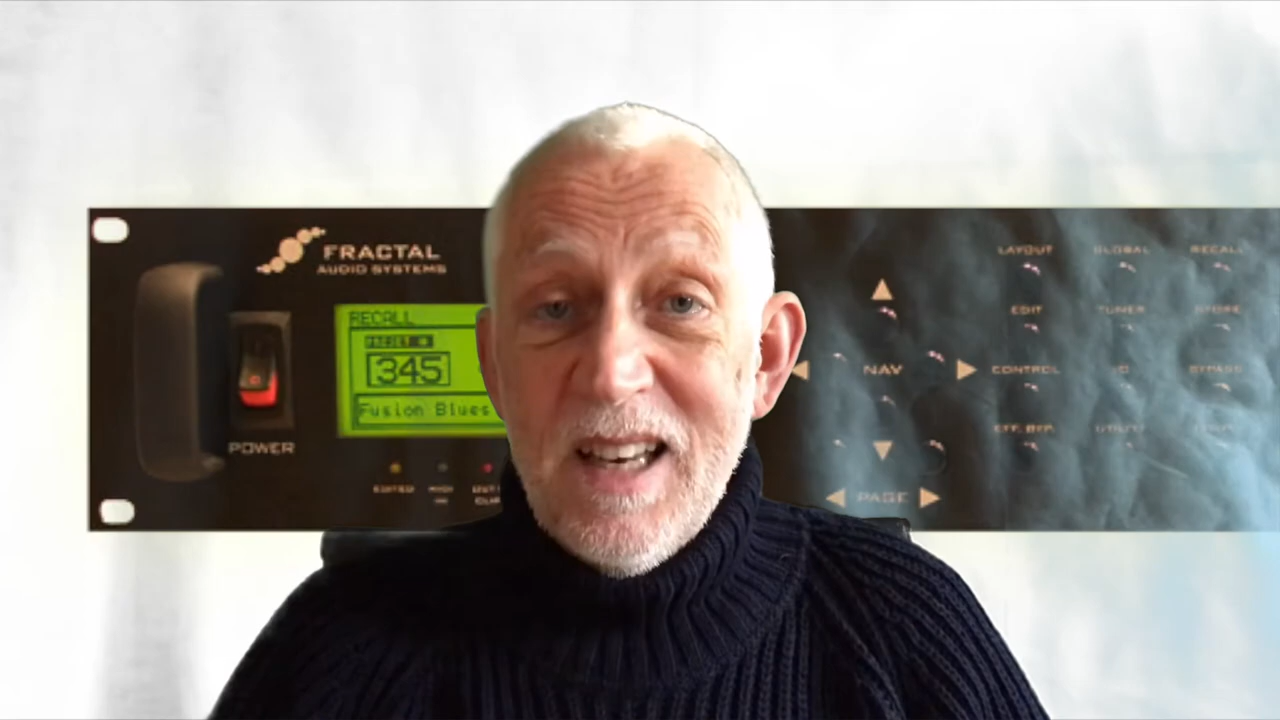 FRACTAL
AUDIO SYSTEMS
RECALL
345
Fusion Blues
POWER
EDITED
LAYOUT
GLOBAL
RECALL
EDIT
TUNER
STORE
NAV
CONTROL
I/O
BYPASS
EFF. BYP.
UTILITY
PAGE